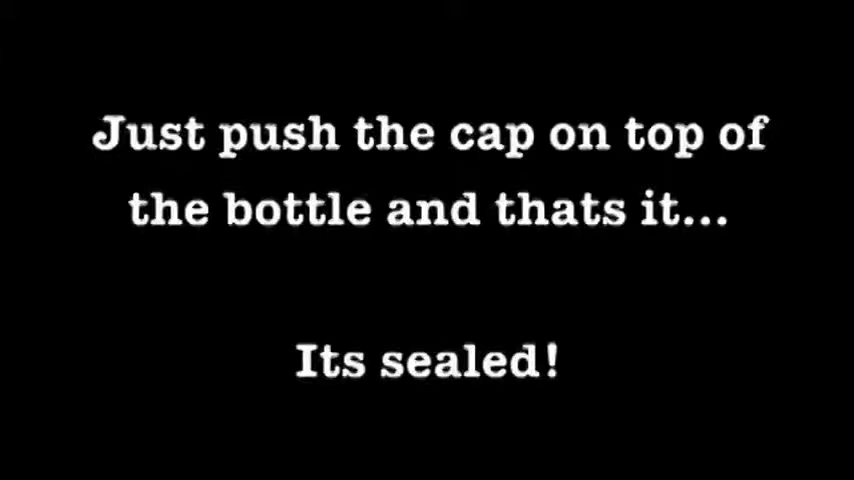 Just push the cap on top of
the bottle and thats it...
Its sealed!